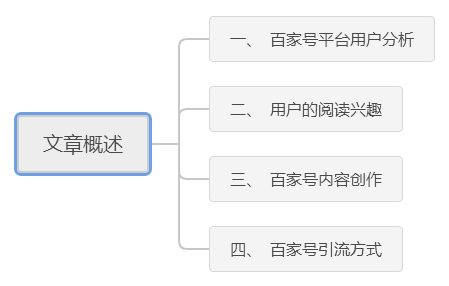 文章概述
一、 百家号平台用户分析
二、 用户的阅读兴趣
三、 百家号内容创作
四、 百家号引流方式